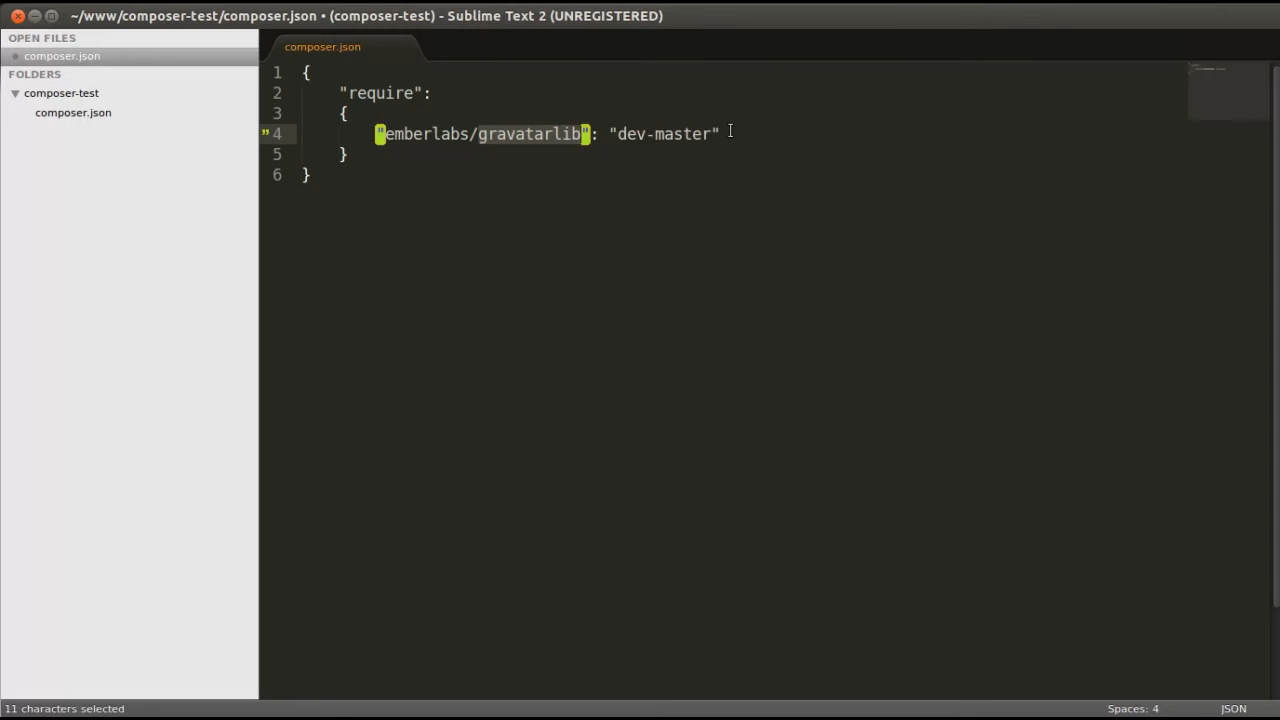 ~/www/composer-test/composer.json • (composer-test) - Sublime Text 2 (UNREGISTERED)
OPEN FILES
composer.json
FOLDERS
composer-test
composer.json
composer.json
1 {
2 "require":
3 {
4 "emberlabs/gravatarlib": "dev-master"
5 }
6 }
11 characters selected
Spaces: 4
JSON